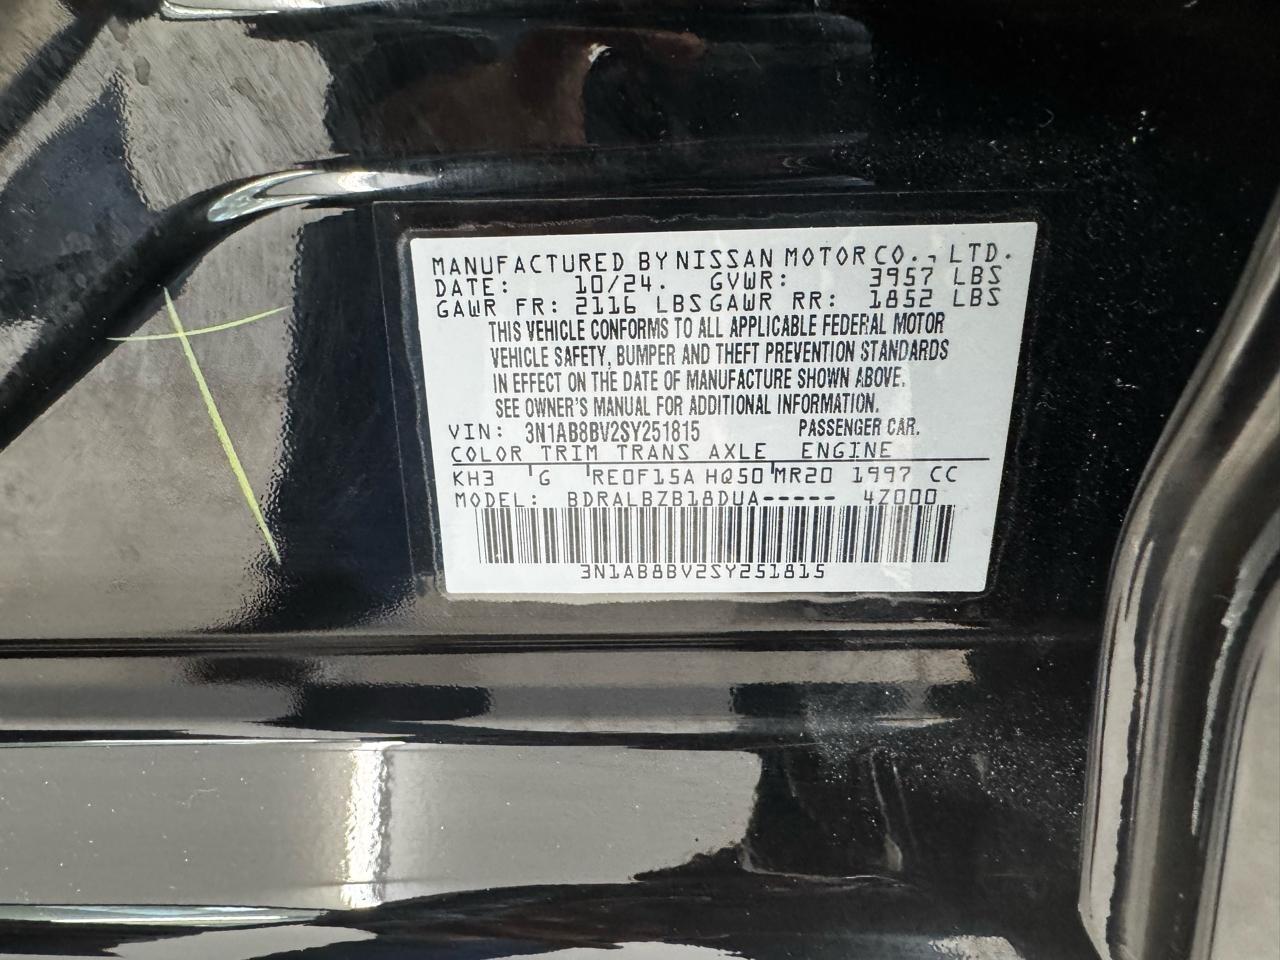 MANUFACTURED BY NISSAN MOTOR CO., LTD.
DATE: 10/24. GVWR: 3957 LBS
GAWR FR: 2116 LBS GAWR RR: 1852 LBS
THIS VEHICLE CONFORMS TO ALL APPLICABLE FEDERAL MOTOR
VEHICLE SAFETY, BUMPER AND THEFT PREVENTION STANDARDS
IN EFFECT ON THE DATE OF MANUFACTURE SHOWN ABOVE.
SEE OWNER'S MANUAL FOR ADDITIONAL INFORMATION.
VIN: 3N1AB8BV2SY251815 PASSENGER CAR.
COLOR TRIM TRANS AXLE ENGINE
KH3 G RE0F15A HQ50 MR20 1997 CC
MODEL: BDRALBZB18DUA----- 4Z000
3N1AB8BV2SY251815